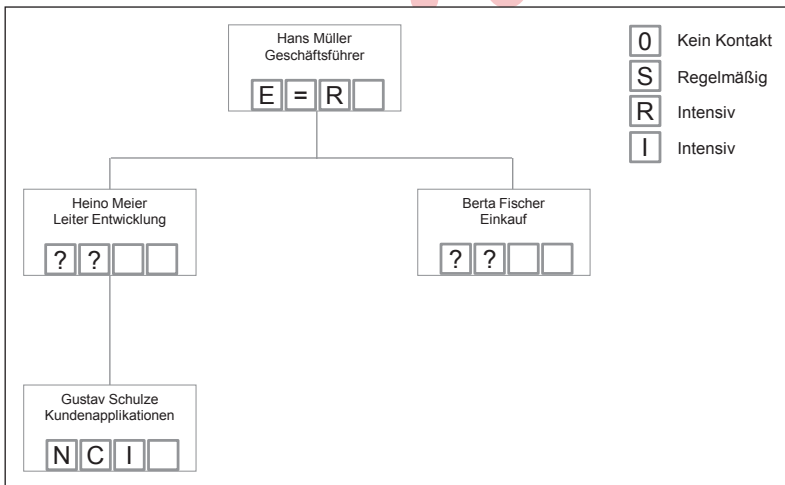 Hans Müller
Geschäftsführer
E = R
0 Kein Kontakt
S Regelmäßig
R Intensiv
I Intensiv
Heino Meier
Leiter Entwicklung
? ?
Berta Fischer
Einkauf
? ?
Gustav Schulze
Kundenapplikationen
N C I